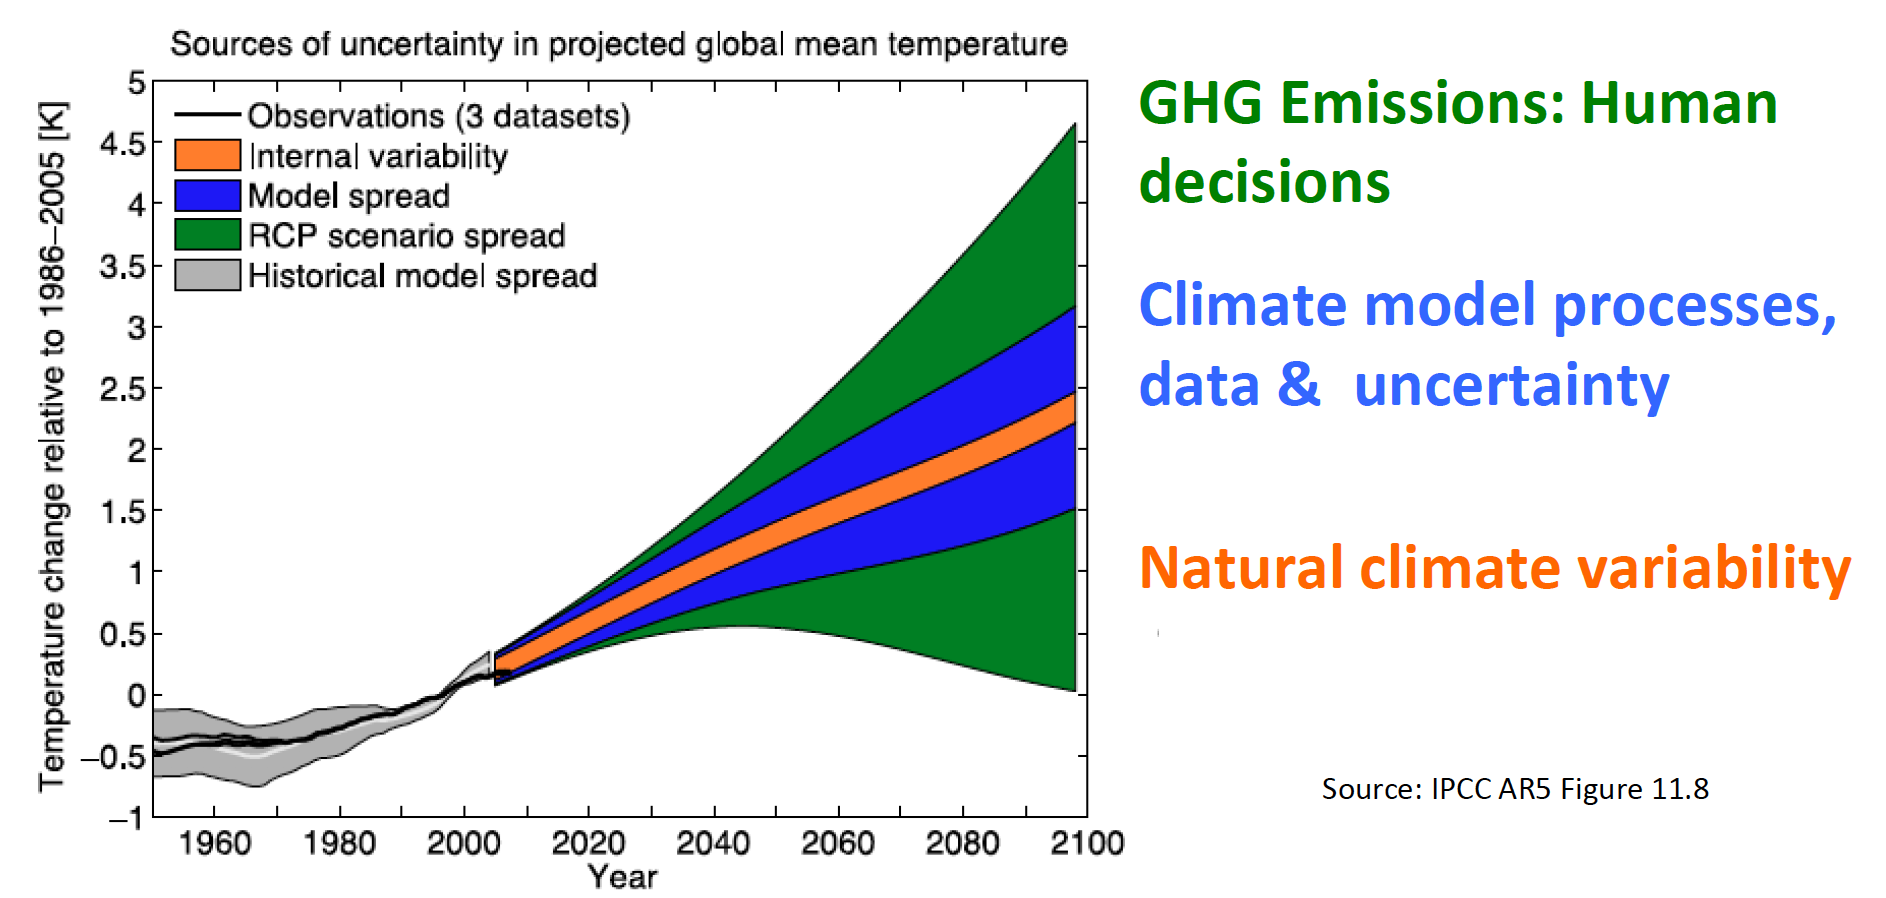 Sources of uncertainty in projected global mean temperature
Temperature change relative to 1986–2005 [K]
5
4.5
4
3.5
3
2.5
2
1.5
1
0.5
0
−0.5
−1
Observations (3 datasets)
Internal variability
Model spread
RCP scenario spread
Historical model spread
1960 1980 2000 2020 2040 2060 2080 2100
Year
GHG Emissions: Human
decisions
Climate model processes,
data & uncertainty
Natural climate variability
Source: IPCC AR5 Figure 11.8